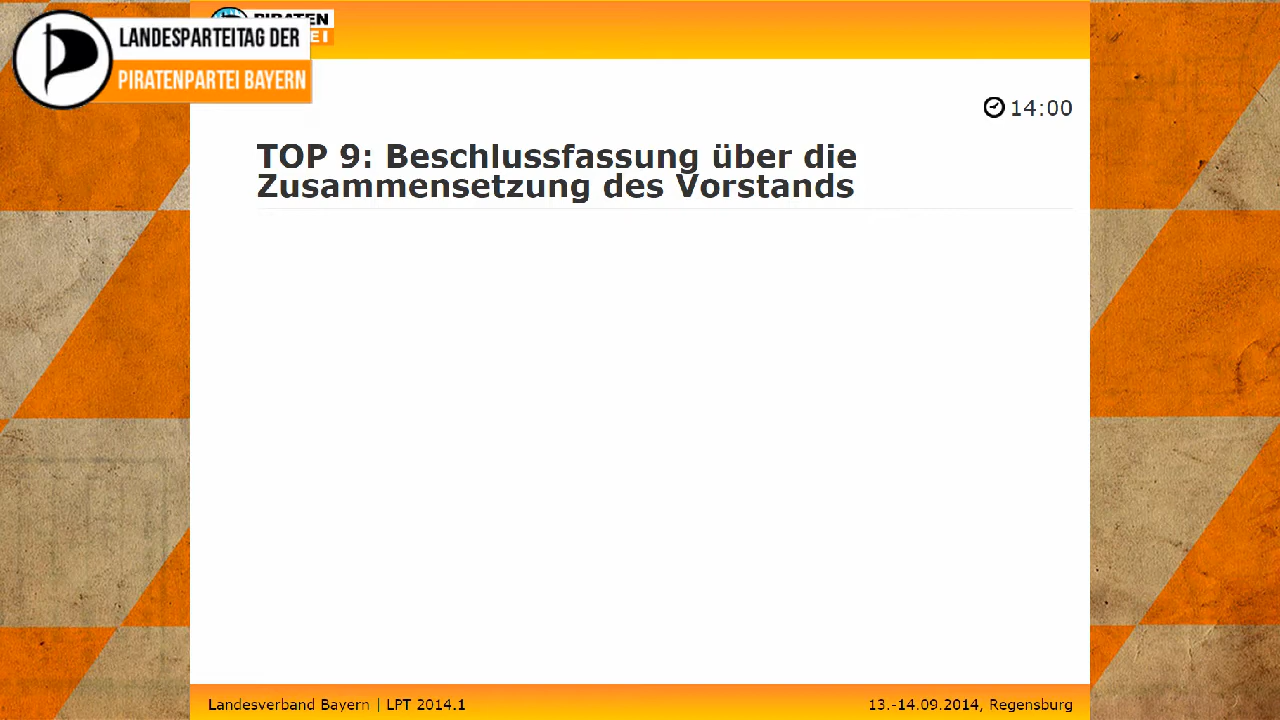 LANDESPARTEITAG DER
PIRATENPARTEI BAYERN
14:00
TOP 9: Beschlussfassung über die
Zusammensetzung des Vorstands
Landesverband Bayern | LPT 2014.1
13.-14.09.2014, Regensburg